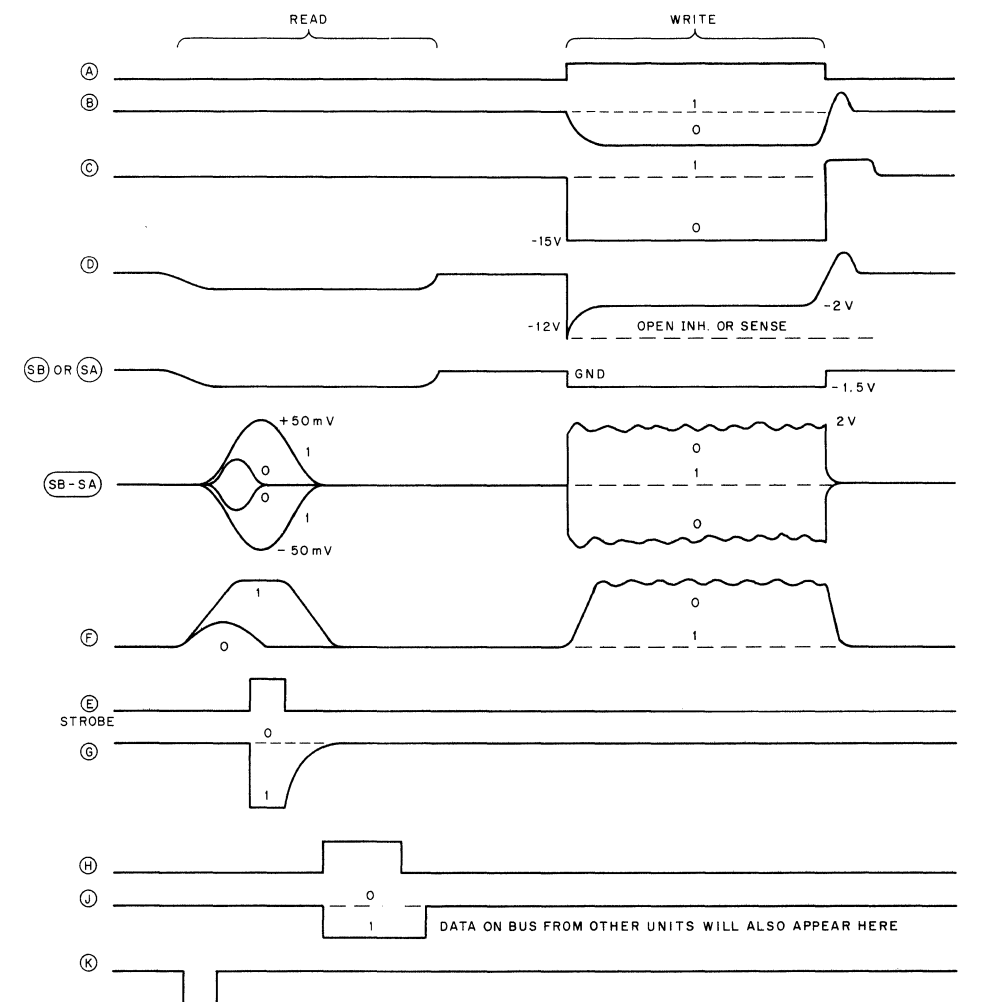 READ WRITE
A
B
1
0
C
1
0
-15V
D
-12V
-2V
OPEN INH. OR SENSE
SB OR SA
GND
-1.5V
+50mV
2V
1
0
0
SB-SA
0
1
1
0
-50mV
1
0
F
1
0
E
STROBE
0
G
1
H
J
0
1
DATA ON BUS FROM OTHER UNITS WILL ALSO APPEAR HERE
K